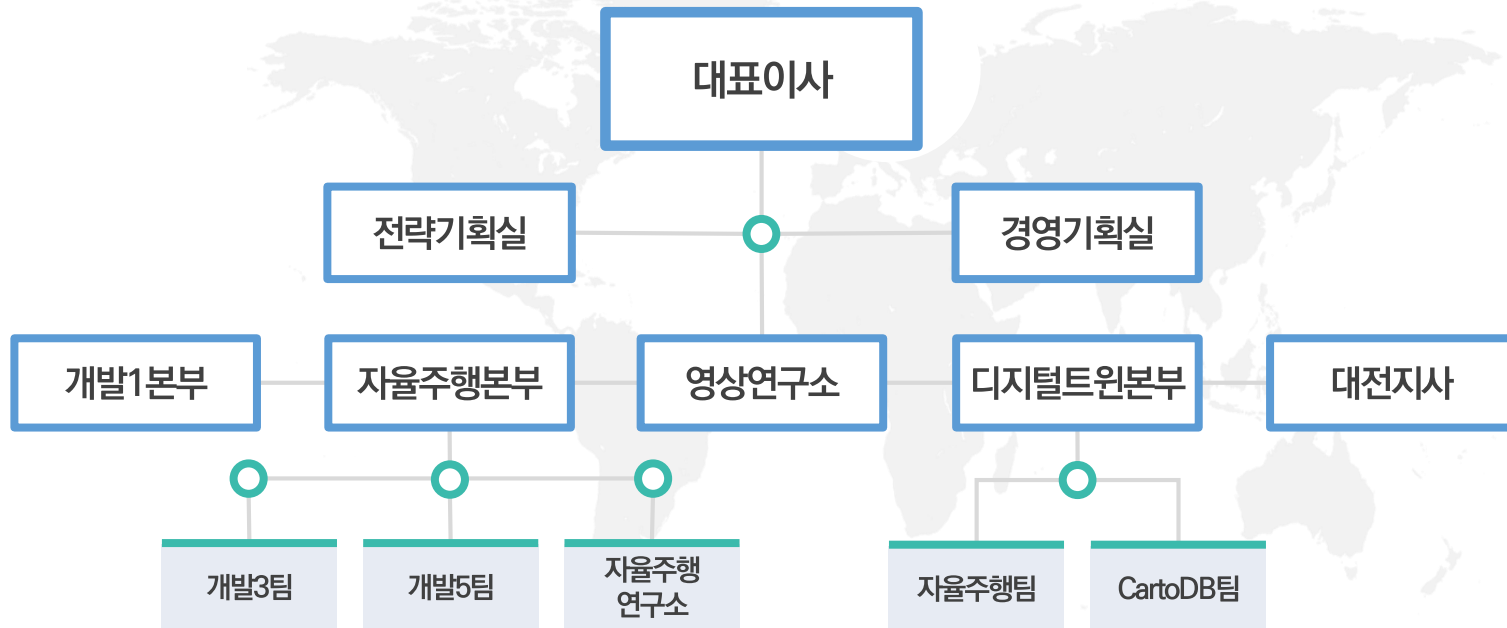 대표이사
전략기획실
경영기획실
개발1본부
자율주행본부
영상연구소
디지털트윈본부
대전지사
개발3팀
개발5팀
자율주행
연구소
자율주행팀
CartoDB팀